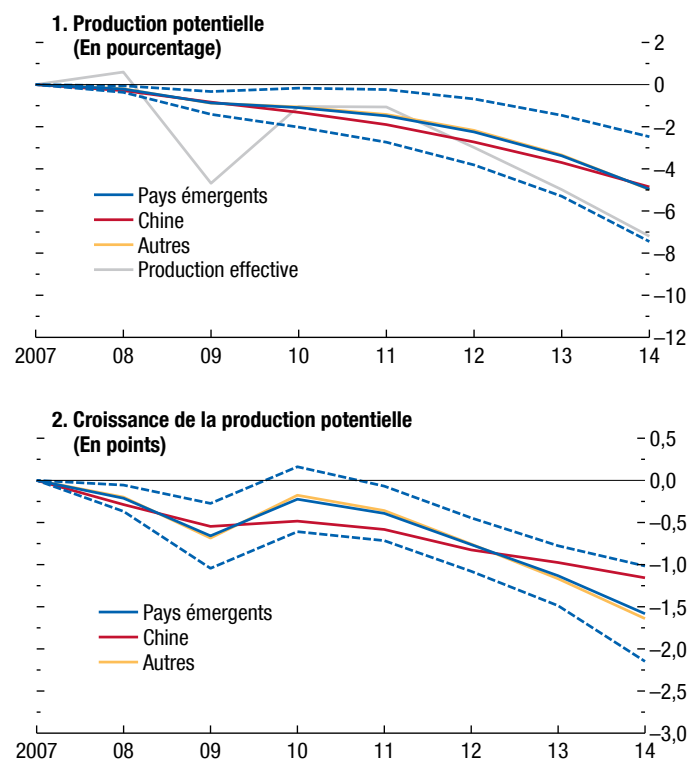 1. Production potentielle
(En pourcentage)
2
0
–2
–4
–6
–8
–10
–12
Pays émergents
Chine
Autres
Production effective
2007 08 09 10 11 12 13 14
2. Croissance de la production potentielle
(En points)
0,5
0,0
–0,5
–1,0
–1,5
–2,0
–2,5
–3,0
Pays émergents
Chine
Autres
2007 08 09 10 11 12 13 14